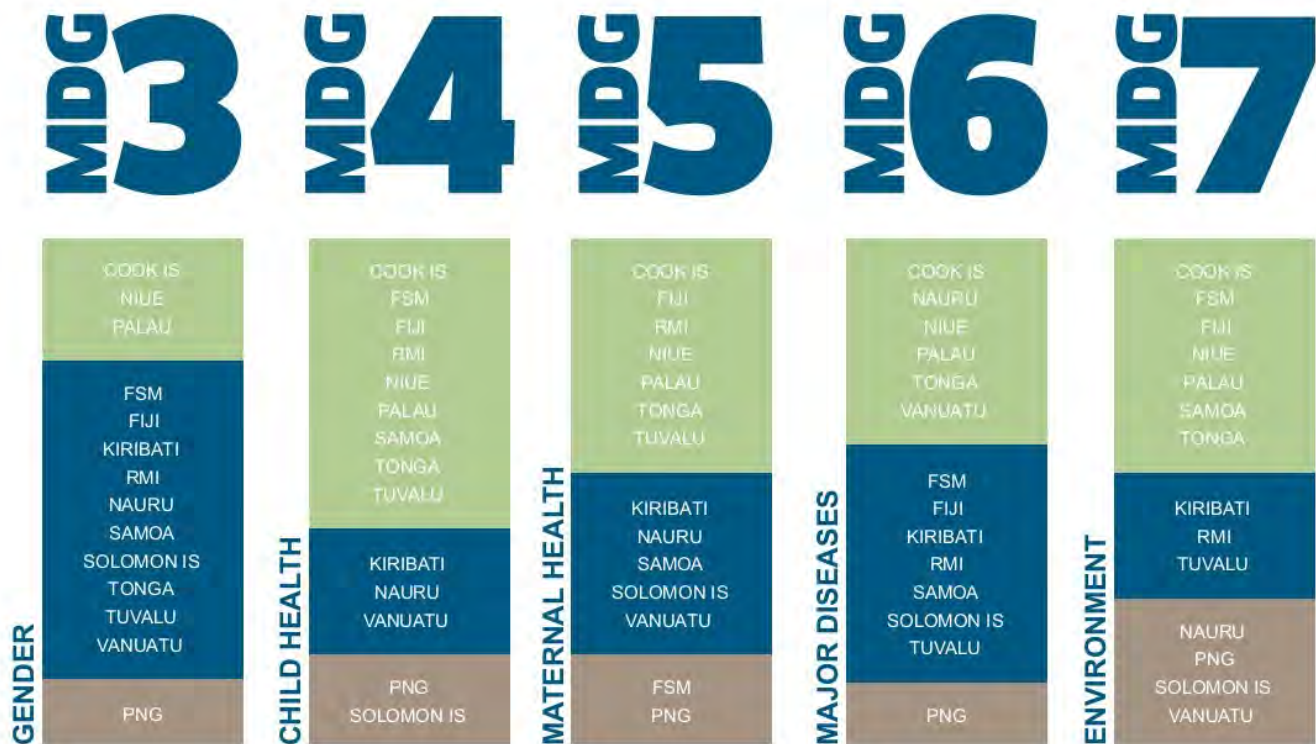 MDG 3
GENDER
COOK IS
NIUE
PALAU
FSM
FIJI
KIRIBATI
RMI
NAURU
SAMOA
SOLOMON IS
TONGA
TUVALU
VANUATU
PNG
MDG 4
CHILD HEALTH
COOK IS
FSM
FIJI
RMI
NIUE
PALAU
SAMOA
TONGA
TUVALU
KIRIBATI
NAURU
VANUATU
PNG
SOLOMON IS
MDG 5
MATERNAL HEALTH
COOK IS
FIJI
RMI
NIUE
PALAU
TONGA
TUVALU
KIRIBATI
NAURU
SAMOA
SOLOMON IS
VANUATU
FSM
PNG
MDG 6
MAJOR DISEASES
COOK IS
NAURU
NIUE
PALAU
TONGA
VANUATU
FSM
FIJI
KIRIBATI
RMI
SAMOA
SOLOMON IS
TUVALU
PNG
MDG 7
ENVIRONMENT
COOK IS
FSM
FIJI
NIUE
PALAU
SAMOA
TONGA
KIRIBATI
RMI
TUVALU
NAURU
PNG
SOLOMON IS
VANUATU